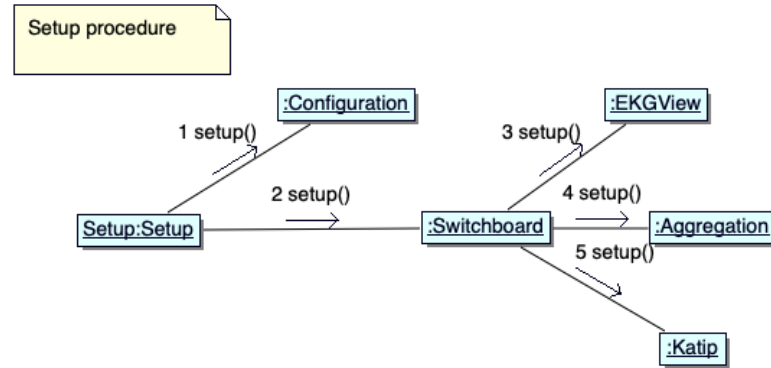 Setup procedure
:Configuration
:EKGView
1 setup()
3 setup()
2 setup()
4 setup()
Setup:Setup
:Switchboard
:Aggregation
5 setup()
:Katip